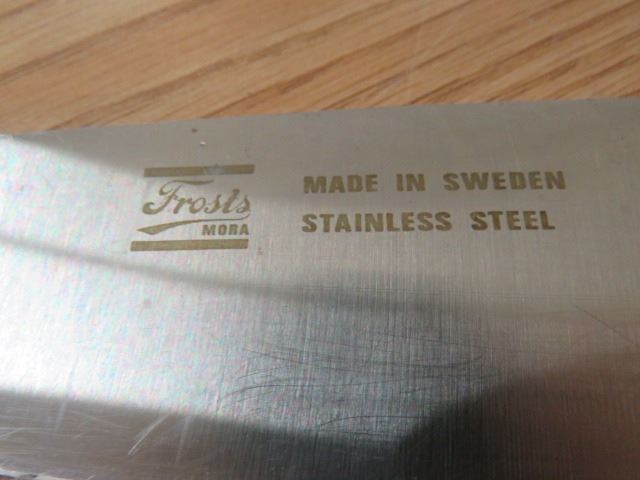 Frosts
MORA
MADE IN SWEDEN
STAINLESS STEEL